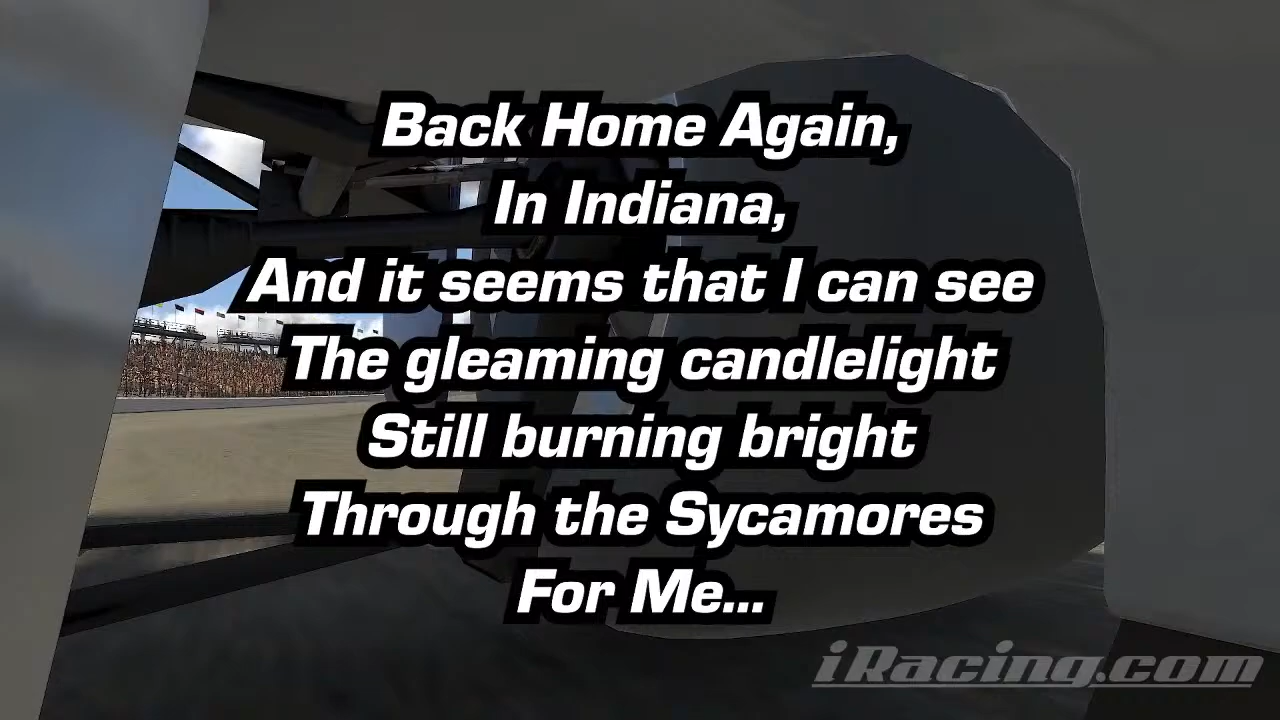 Back Home Again,
In Indiana,
And it seems that I can see
The gleaming candlelight
Still burning bright
Through the Sycamores
For Me...
iRacing.com